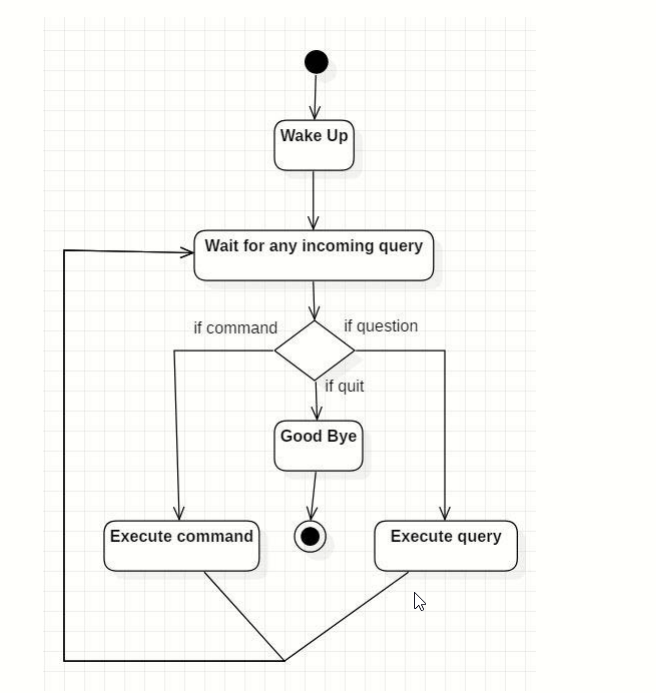 Wake Up
Wait for any incoming query
if command
if question
if quit
Good Bye
Execute command
Execute query